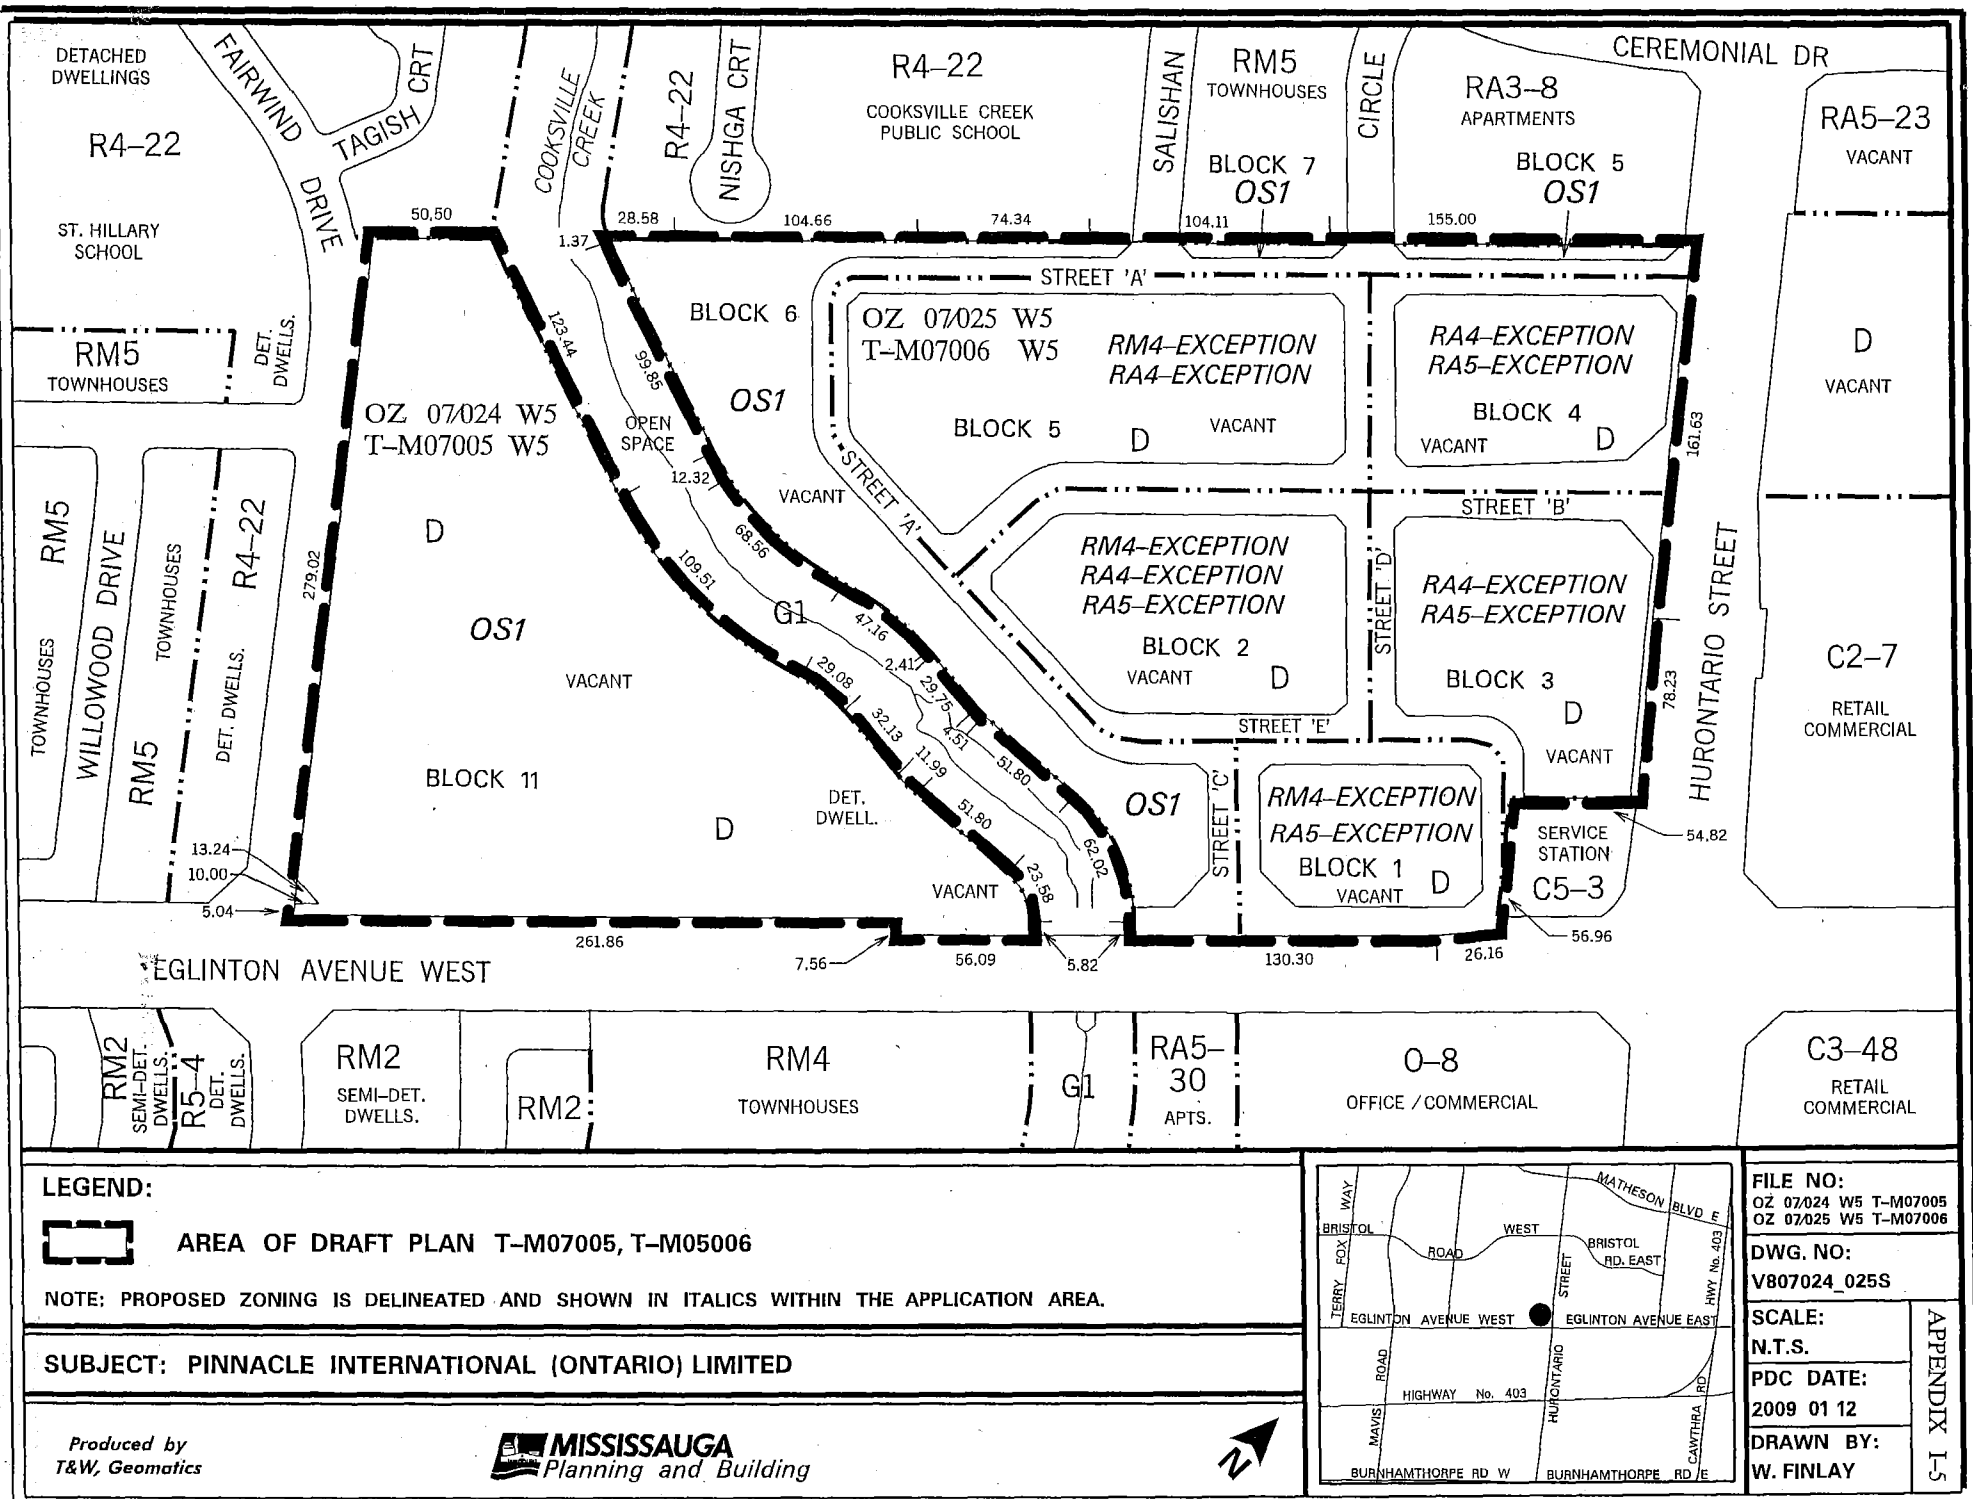 DETACHED
DWELLINGS
R4–22
ST. HILLARY
SCHOOL
FAIRWIND
DRIVE
TAGISH CRT
COOKSVILLE
CREEK
R4–22
NISHGA CRT
R4–22
COOKSVILLE CREEK
PUBLIC SCHOOL
SALISHAN
RM5
TOWNHOUSES
BLOCK 7
OS1
CIRCLE
RA3–8
APARTMENTS
BLOCK 5
OS1
CEREMONIAL DR
RA5–23
VACANT
50.50
1.37
28.58
104.66
74.34
104.11
155.00
RM5
TOWNHOUSES
DET.
DWELLS.
OZ 07/024 W5
T–M07005 W5
D
OS1
VACANT
BLOCK 11
D
DET.
DWELL.
VACANT
123.44
99.85
OPEN
SPACE
12.32
68.56
109.51
G1
47.16
2.41
29.08
29.75
32.13
4.51
11.99
51.80
51.80
62.02
23.58
BLOCK 6
OS1
VACANT
STREET 'A'
OZ 07/025 W5
T–M07006 W5
RM4–EXCEPTION
RA4–EXCEPTION
BLOCK 5
D
VACANT
RA4–EXCEPTION
RA5–EXCEPTION
BLOCK 4
VACANT
D
161.63
D
VACANT
STREET 'A'
STREET 'B'
RM4–EXCEPTION
RA4–EXCEPTION
RA5–EXCEPTION
BLOCK 2
VACANT
D
STREET 'D'
RA4–EXCEPTION
RA5–EXCEPTION
BLOCK 3
D
VACANT
78.23
HURONTARIO STREET
C2–7
RETAIL
COMMERCIAL
STREET 'E'
OS1
STREET 'C'
RM4–EXCEPTION
RA5–EXCEPTION
BLOCK 1
VACANT
D
SERVICE
STATION
C5–3
54.82
56.96
RM5
TOWNHOUSES
WILLOWOOD DRIVE
RM5
TOWNHOUSES
R4–22
DET. DWELLS.
279.02
13.24
10.00
5.04
261.86
7.56
56.09
5.82
130.30
26.16
EGLINTON AVENUE WEST
RM2
SEMI–DET.
DWELLS.
R5–4
DET.
DWELLS.
RM2
SEMI–DET.
DWELLS.
RM2
RM4
TOWNHOUSES
G1
RA5–
30
APTS.
O–8
OFFICE / COMMERCIAL
C3–48
RETAIL
COMMERCIAL
LEGEND:
AREA OF DRAFT PLAN T–M07005, T–M05006
NOTE: PROPOSED ZONING IS DELINEATED AND SHOWN IN ITALICS WITHIN THE APPLICATION AREA.
SUBJECT: PINNACLE INTERNATIONAL (ONTARIO) LIMITED
Produced by
T&W, Geomatics
MISSISSAUGA
Planning and Building
N
MATHESON BLVD E
TERRY FOX WAY
BRISTOL
ROAD
WEST
BRISTOL
RD. EAST
STREET
HWY No. 403
EGLINTON AVENUE WEST
EGLINTON AVENUE EAST
MAVIS ROAD
HIGHWAY No. 403
HURONTARIO
CAWTHRA RD
BURNHAMTHORPE RD W
BURNHAMTHORPE RD E
FILE NO:
OZ 07/024 W5 T–M07005
OZ 07/025 W5 T–M07006
DWG. NO:
V807024_025S
SCALE:
N.T.S.
PDC DATE:
2009 01 12
DRAWN BY:
W. FINLAY
APPENDIX I-5